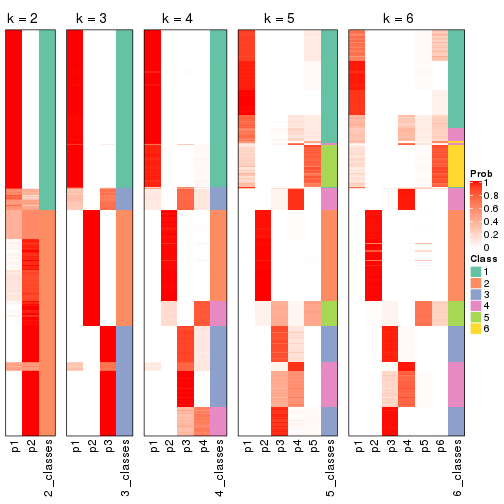 k = 2
k = 3
k = 4
k = 5
k = 6
Prob
1
0.8
0.6
0.4
0.2
0
Class
1
2
3
4
5
6
p1
p2
2_classes
p1
p2
p3
3_classes
p1
p2
p3
p4
4_classes
p1
p2
p3
p4
p5
5_classes
p1
p2
p3
p4
p5
p6
6_classes